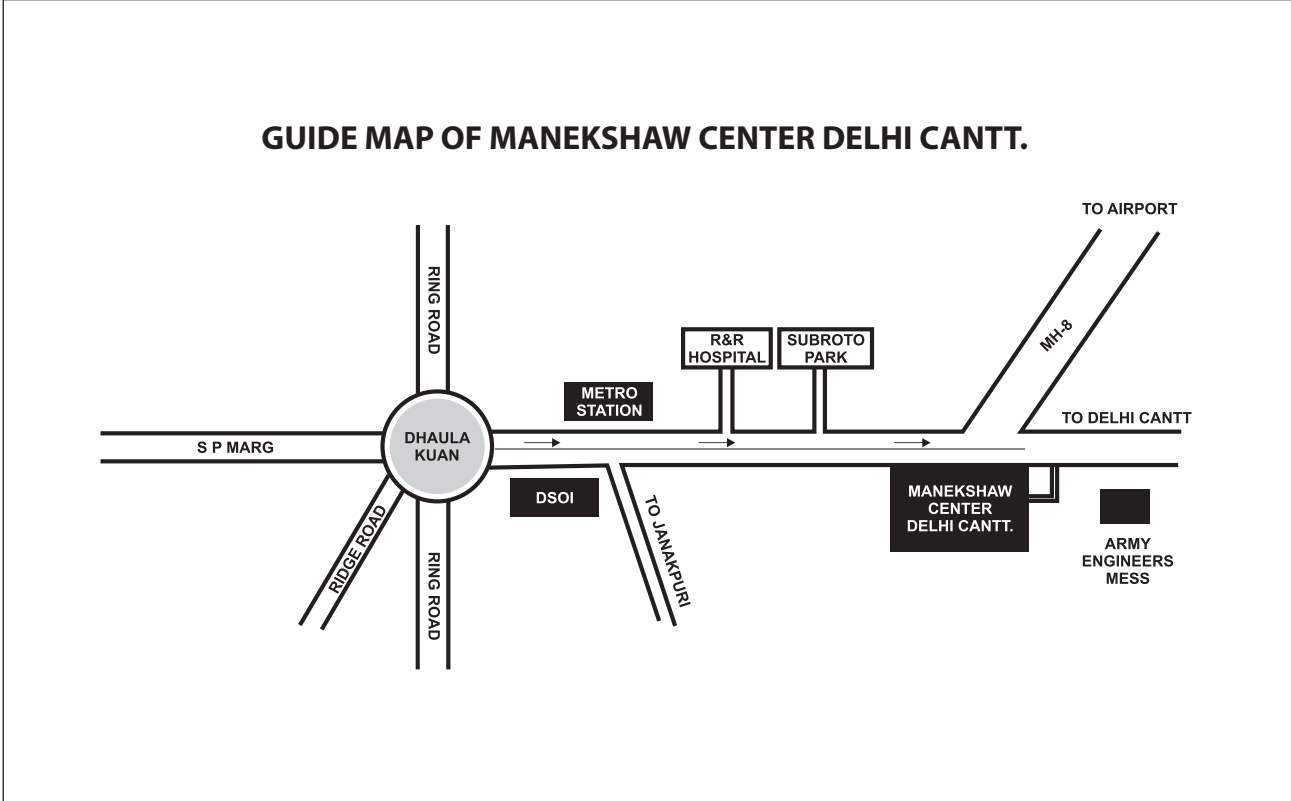 GUIDE MAP OF MANEKSHAW CENTER DELHI CANTT.
TO AIRPORT
RING ROAD
MH-8
R&R
HOSPITAL
SUBROTO
PARK
METRO
STATION
TO DELHI CANTT
S P MARG
DHAULA
KUAN
DSOI
MANEKSHAW
CENTER
DELHI CANTT.
TO JANAKPURI
RIDGE ROAD
RING ROAD
ARMY
ENGINEERS
MESS